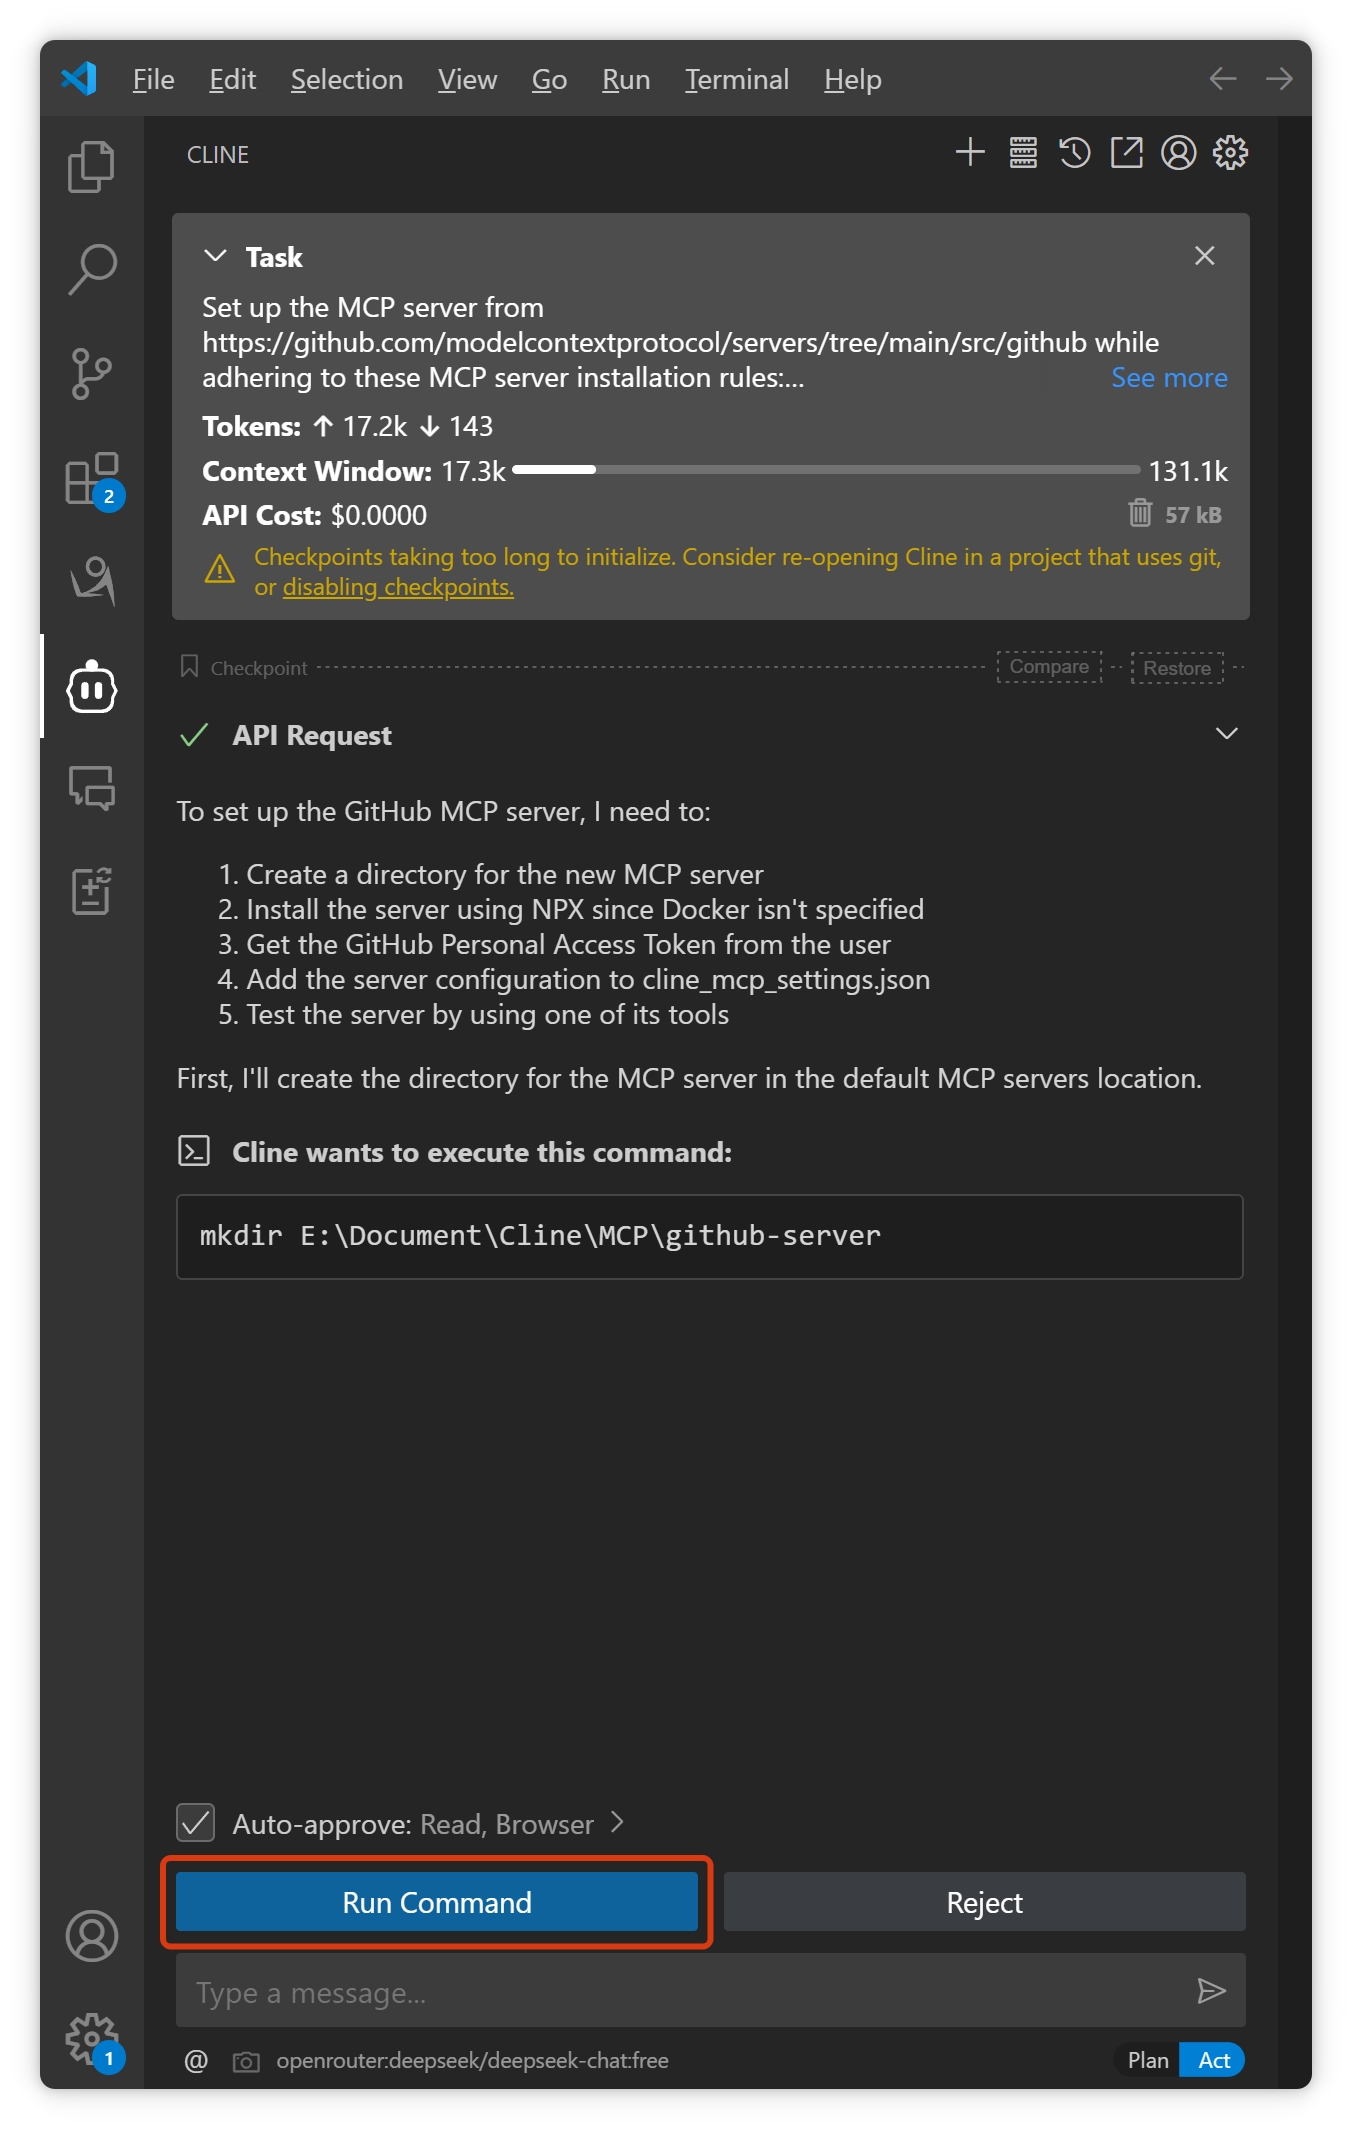 File Edit Selection View Go Run Terminal Help
CLINE
Task
Set up the MCP server from
https://github.com/modelcontextprotocol/servers/tree/main/src/github while
adhering to these MCP server installation rules:...
See more
Tokens: ↑ 17.2k ↓ 143
Context Window: 17.3k 131.1k
API Cost: $0.0000
57 kB
Checkpoints taking too long to initialize. Consider re-opening Cline in a project that uses git,
or disabling checkpoints.
Checkpoint Compare Restore
API Request
To set up the GitHub MCP server, I need to:
1. Create a directory for the new MCP server
2. Install the server using NPX since Docker isn't specified
3. Get the GitHub Personal Access Token from the user
4. Add the server configuration to cline_mcp_settings.json
5. Test the server by using one of its tools
First, I'll create the directory for the MCP server in the default MCP servers location.
Cline wants to execute this command:
mkdir E:\Document\Cline\MCP\github-server
Auto-approve: Read, Browser
Run Command
Reject
Type a message...
@ openrouter:deepseek/deepseek-chat:free
Plan Act
2
1